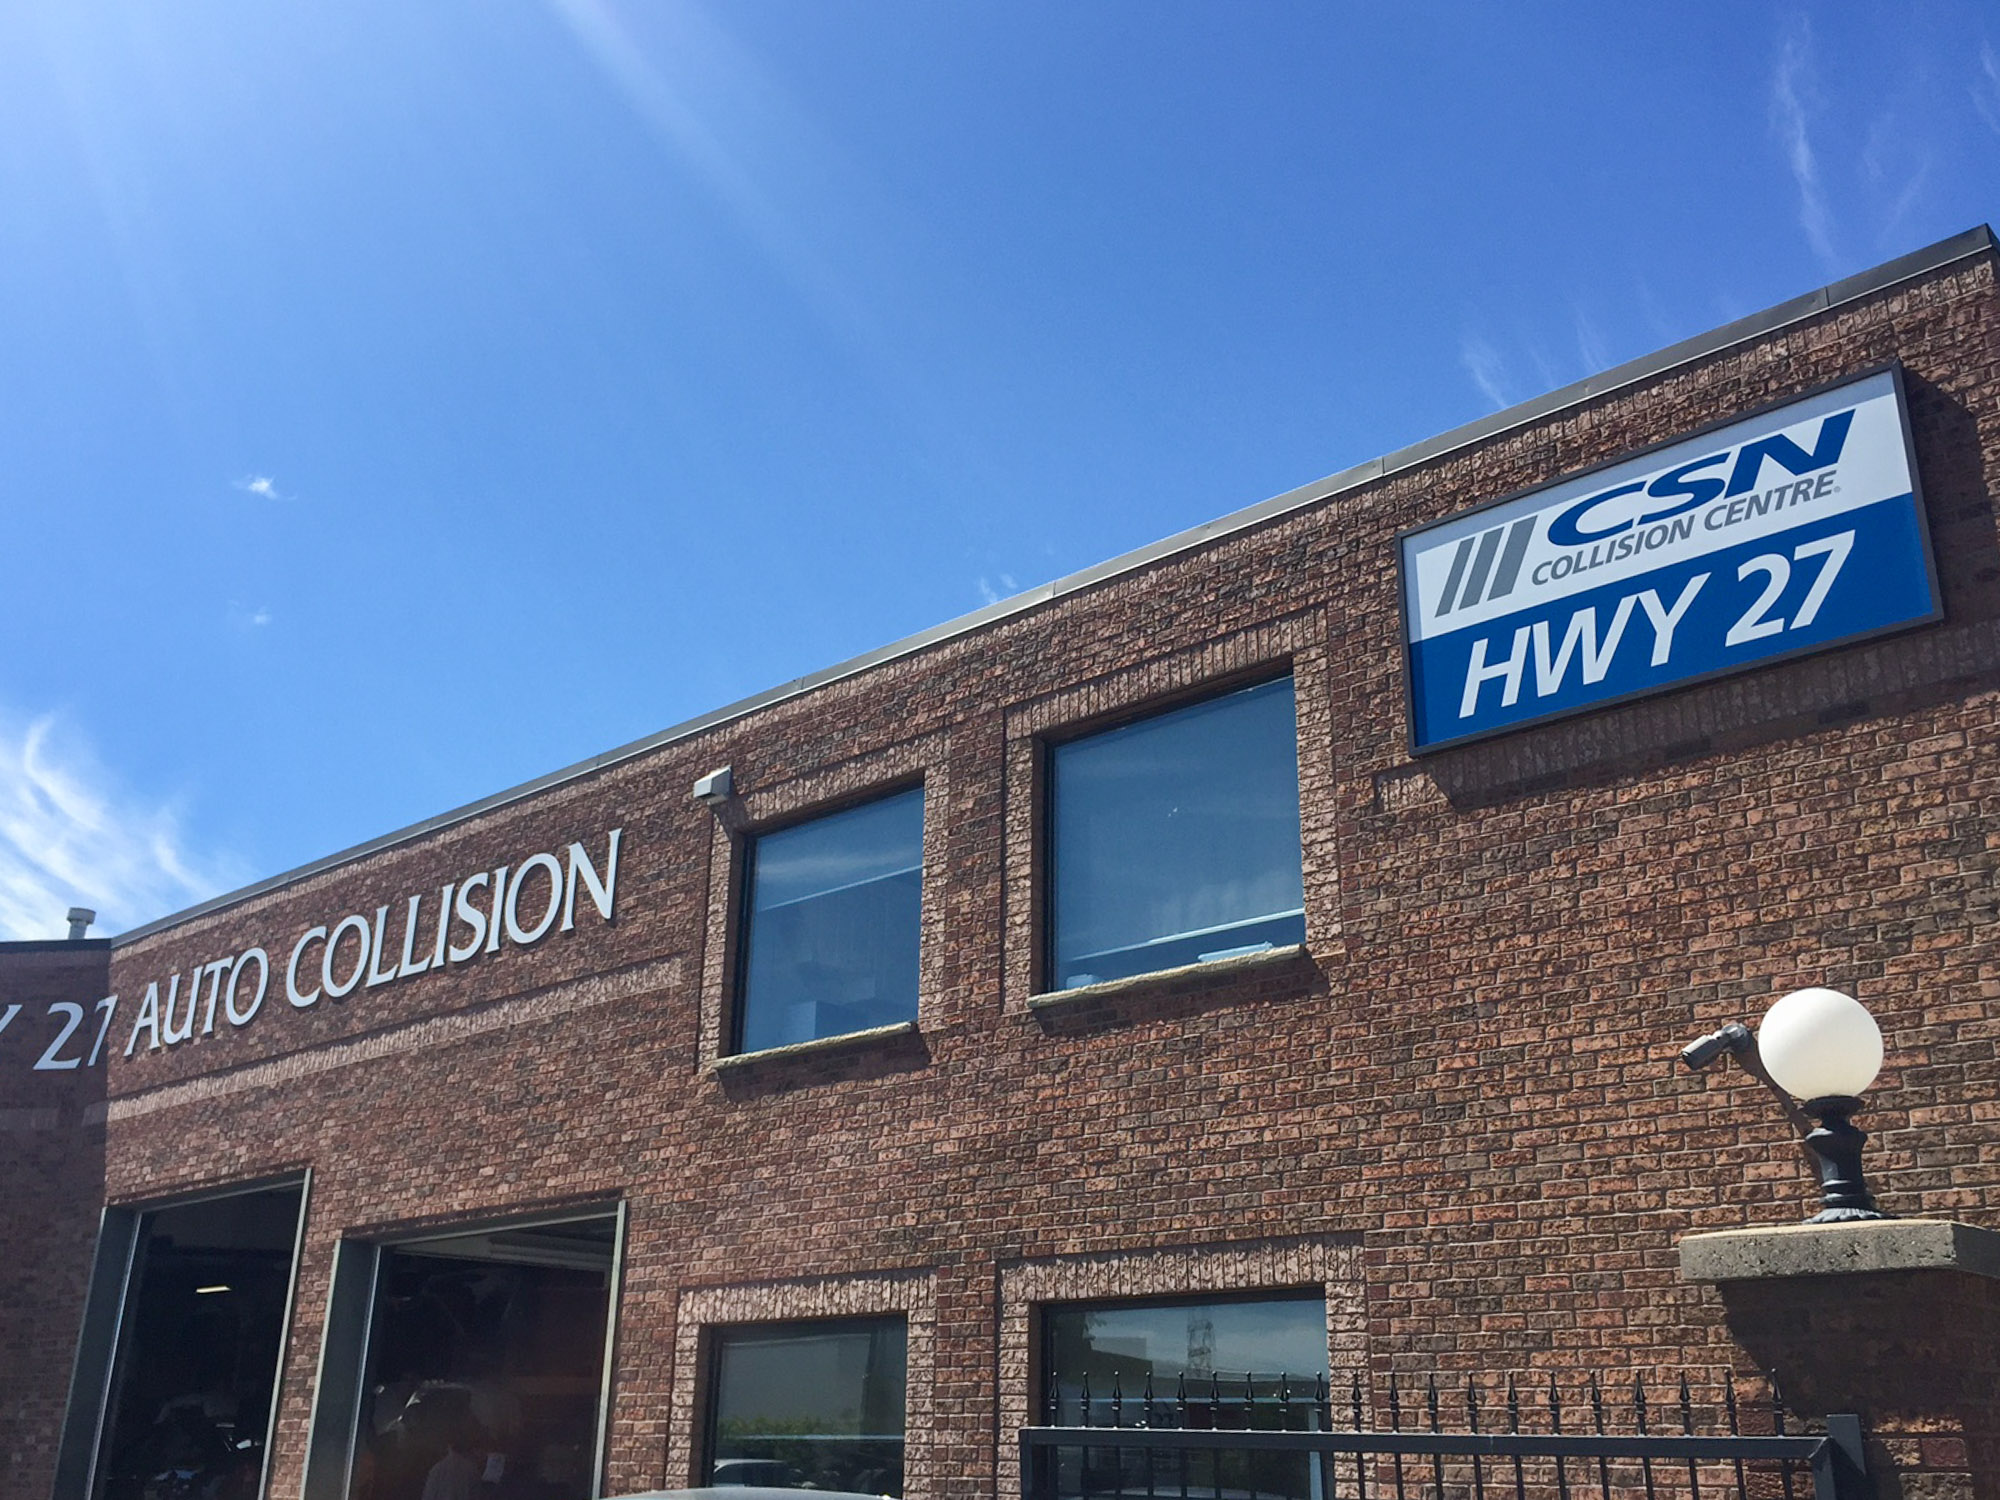 27 AUTO COLLISION
CSN
COLLISION CENTRE
HWY 27